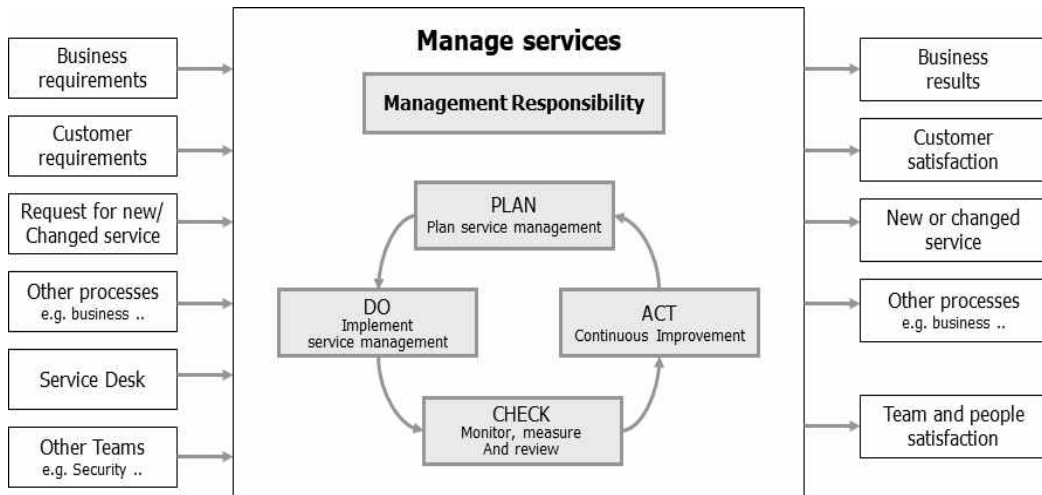 Manage services
Management Responsibility
Business
requirements
Customer
requirements
Request for new/
Changed service
Other processes
e.g. business ..
Service Desk
Other Teams
e.g. Security ..
PLAN
Plan service management
DO
Implement
service management
ACT
Continuous Improvement
CHECK
Monitor, measure
And review
Business
results
Customer
satisfaction
New or changed
service
Other processes
e.g. business ..
Team and people
satisfaction